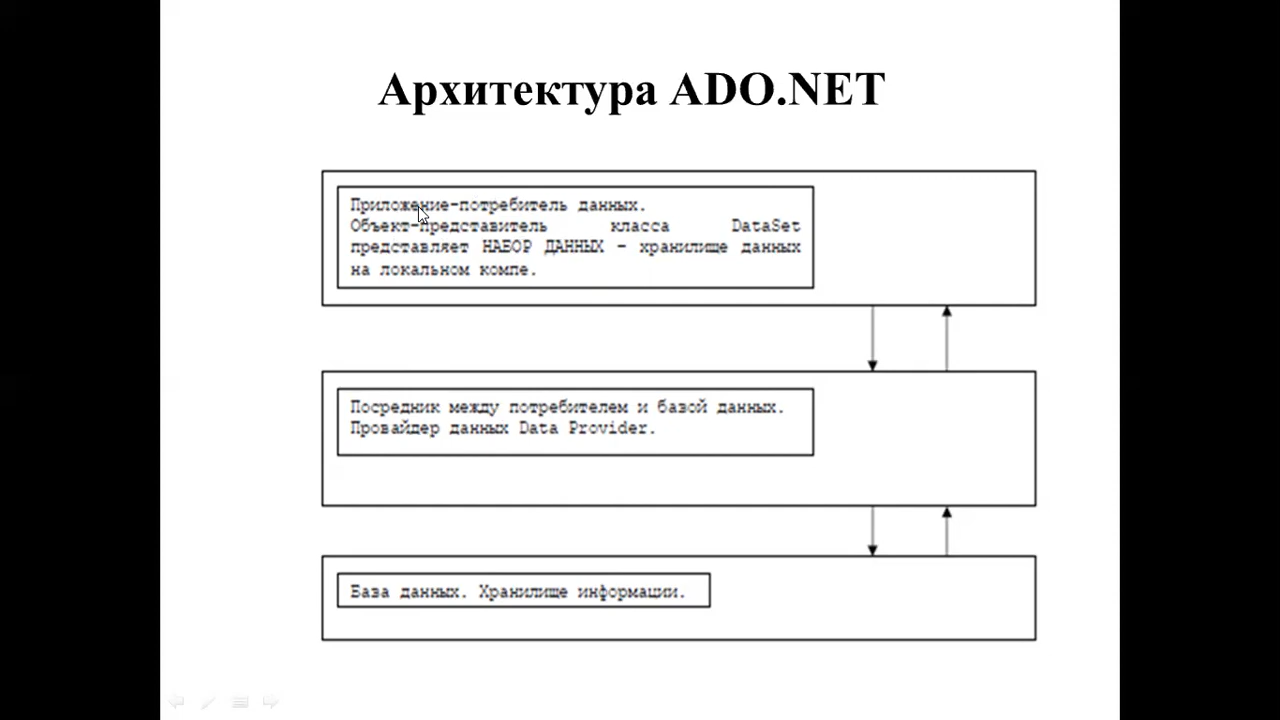 Архитектура ADO.NET
Приложение-потребитель данных.
Объект-представитель класса DataSet
представляет НАБОР ДАННЫХ - хранилище данных
на локальном компе.
Посредник между потребителем и базой данных.
Провайдер данных Data Provider.
База данных. Хранилище информации.